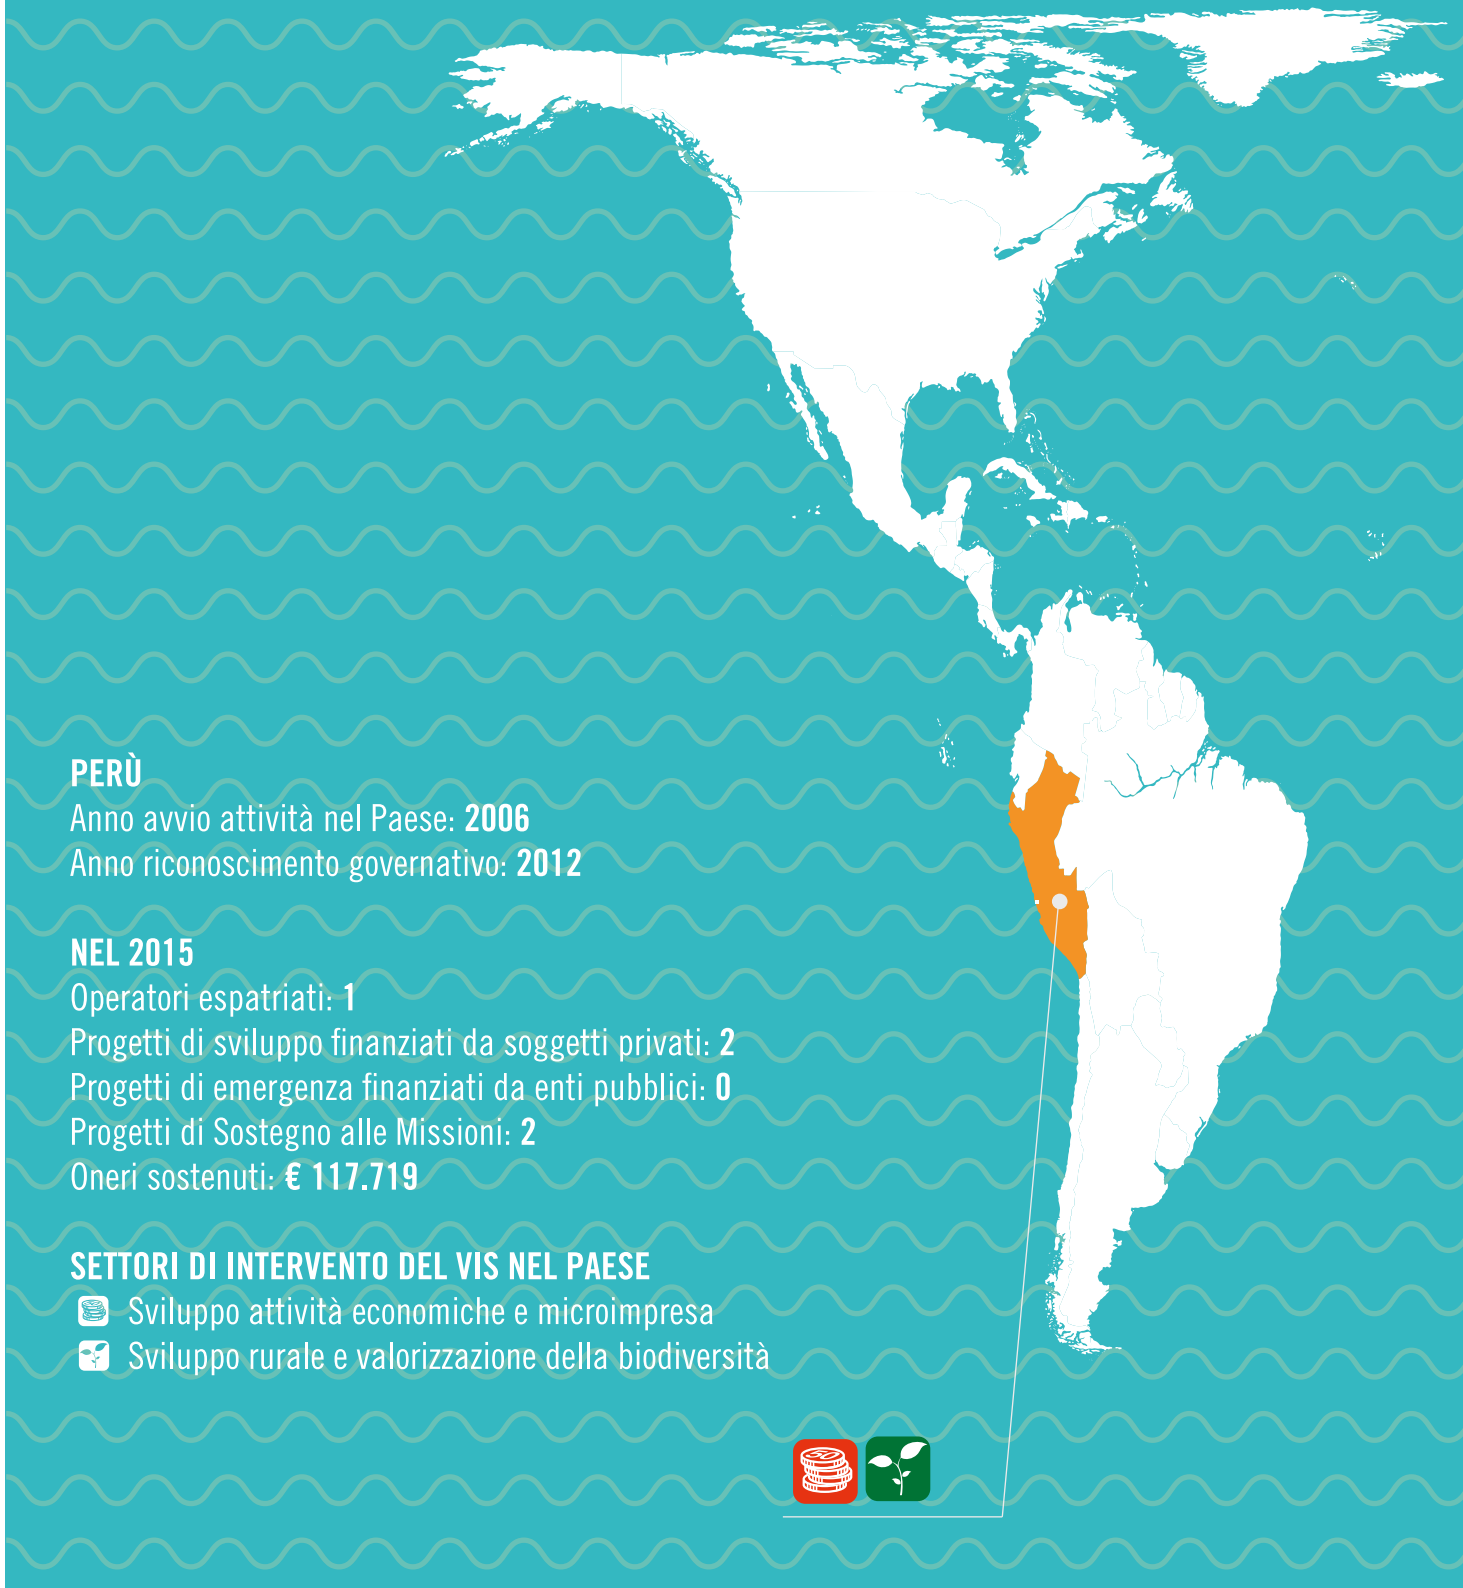 PERÙ
Anno avvio attività nel Paese: 2006
Anno riconoscimento governativo: 2012
NEL 2015
Operatori espatriati: 1
Progetti di sviluppo finanziati da soggetti privati: 2
Progetti di emergenza finanziati da enti pubblici: 0
Progetti di Sostegno alle Missioni: 2
Oneri sostenuti: € 117.719
SETTORI DI INTERVENTO DEL VIS NEL PAESE
Sviluppo attività economiche e microimpresa
Sviluppo rurale e valorizzazione della biodiversità
50